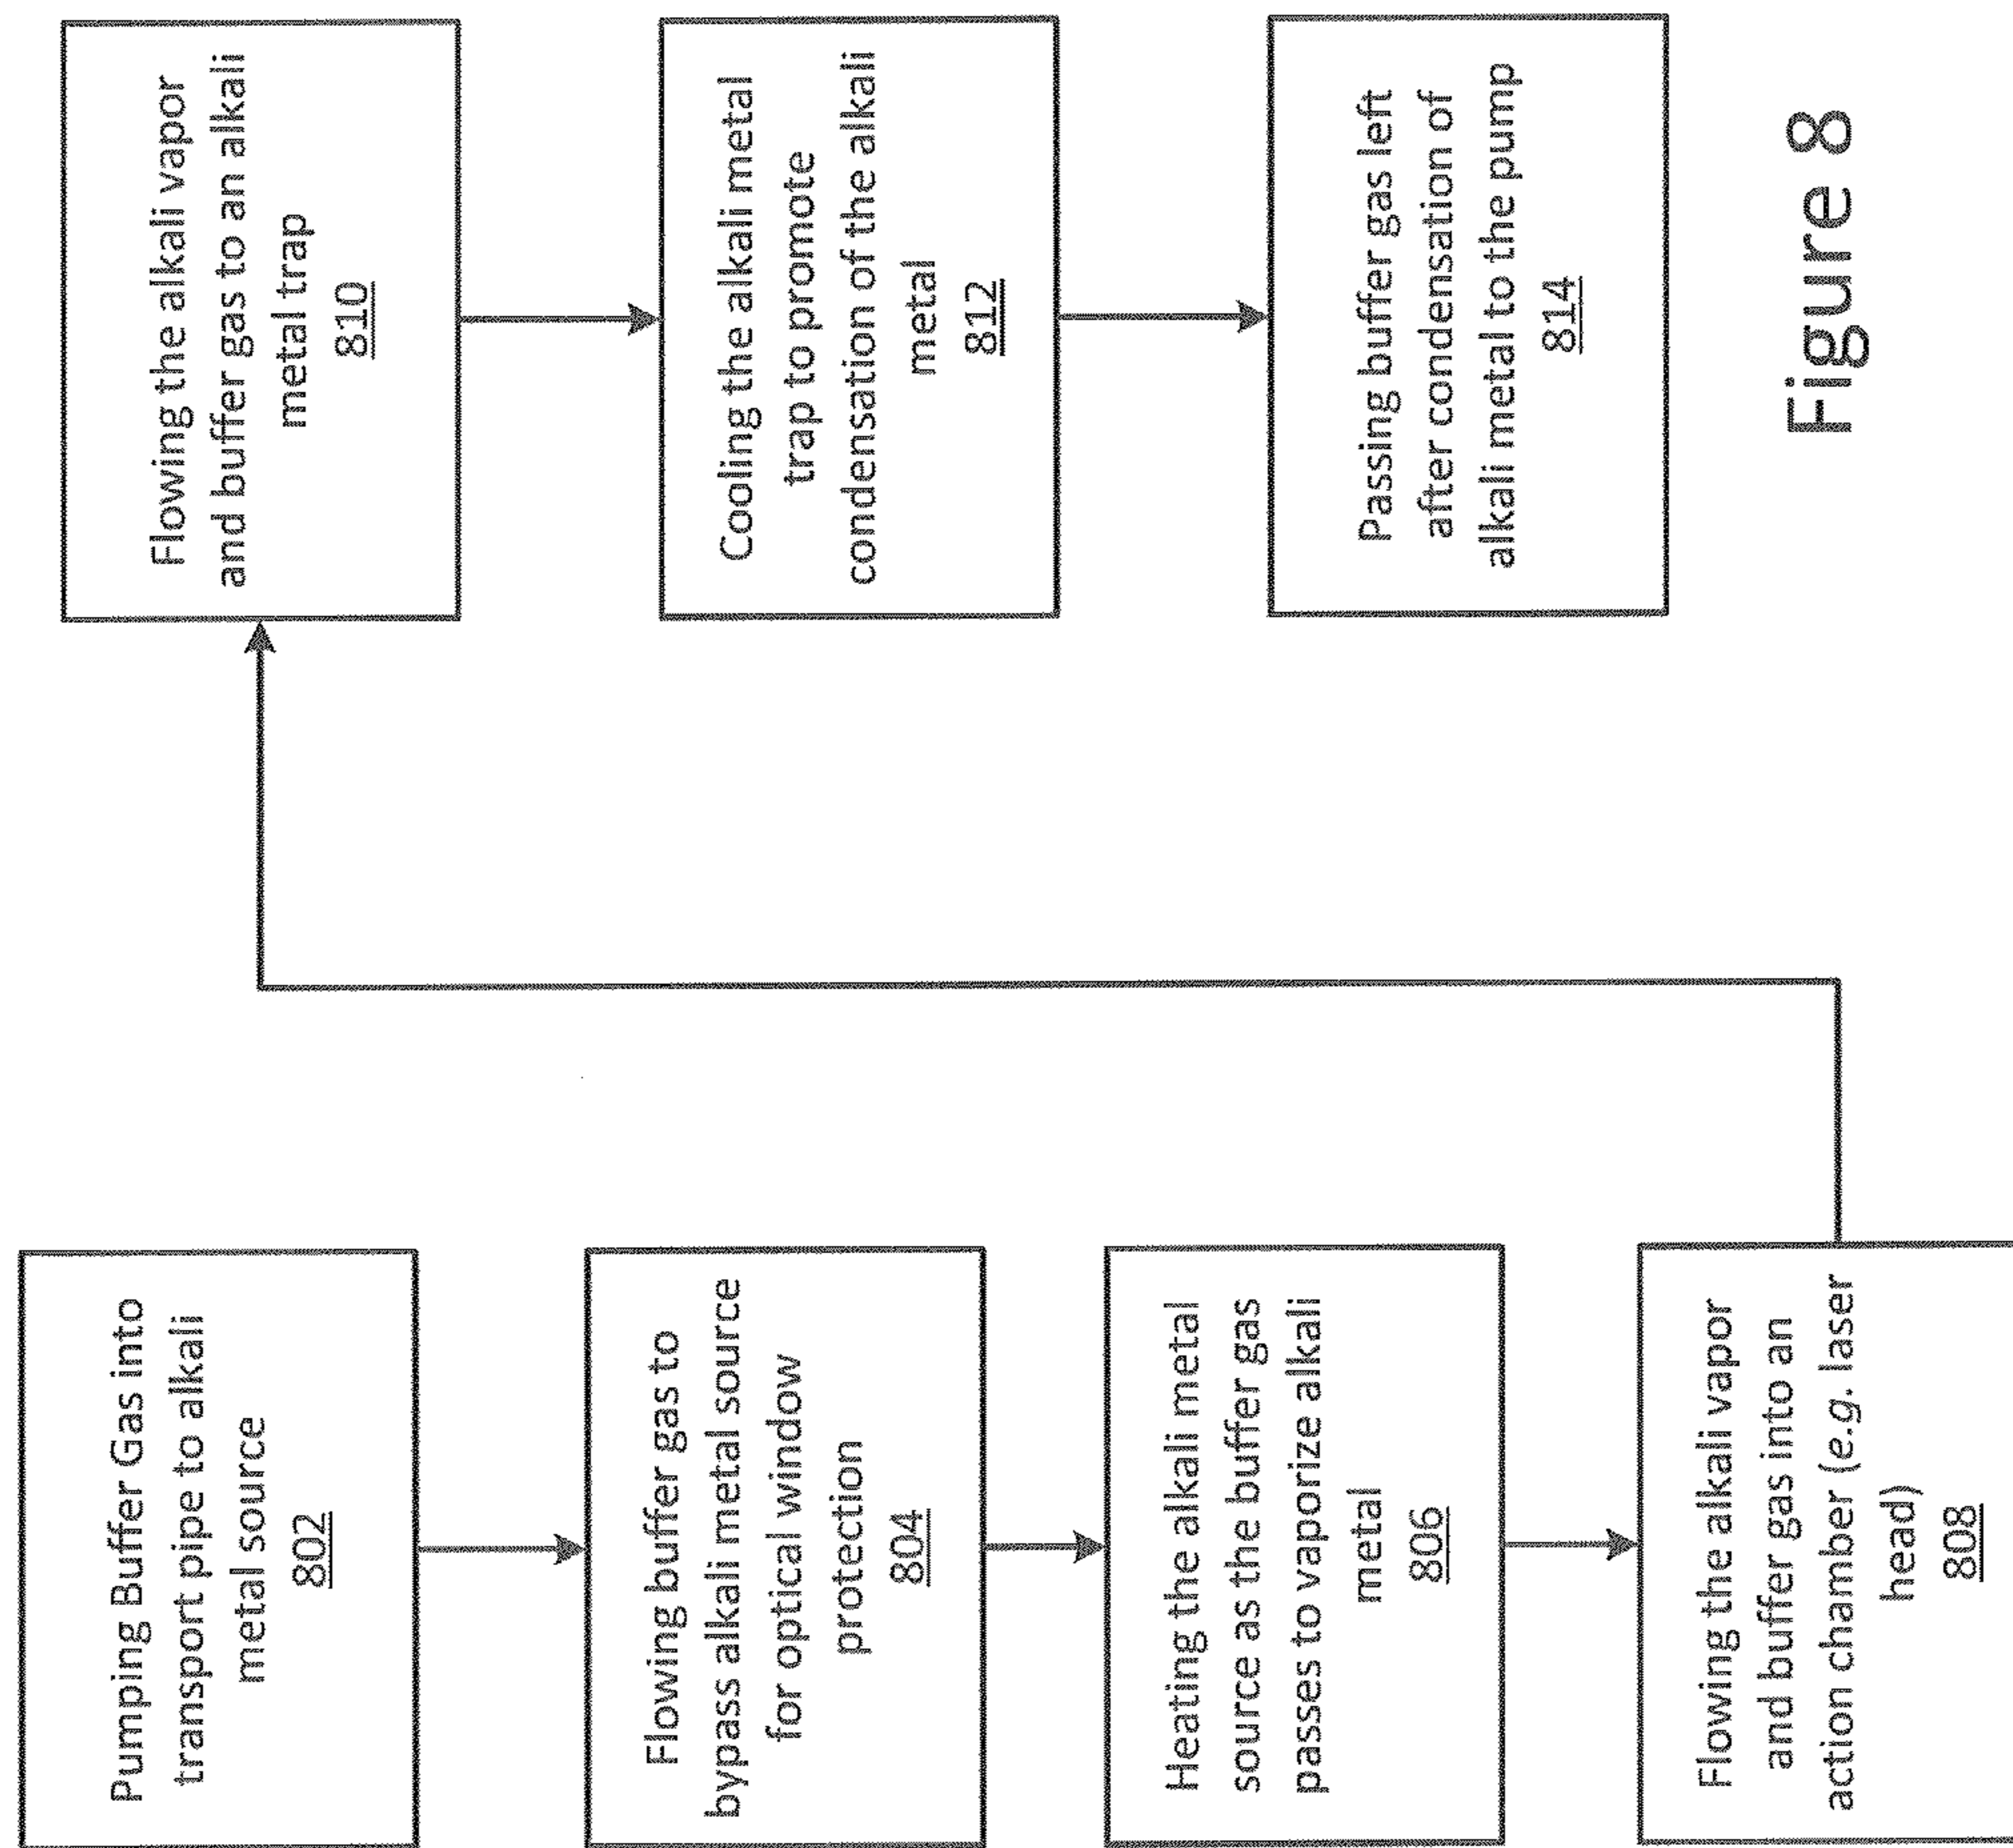 Pumping Buffer Gas into
transport pipe to alkali
metal source
802
Flowing buffer gas to
bypass alkali metal source
for optical window
protection
804
Heating the alkali metal
source as the buffer gas
passes to vaporize alkali
metal
806
Flowing the alkali vapor
and buffer gas into an
action chamber (e.g. laser
head)
808
Flowing the alkali vapor
and buffer gas to an alkali
metal trap
810
Cooling the alkali metal
trap to promote
condensation of the alkali
metal
812
Passing buffer gas left
after condensation of
alkali metal to the pump
814
Figure 8